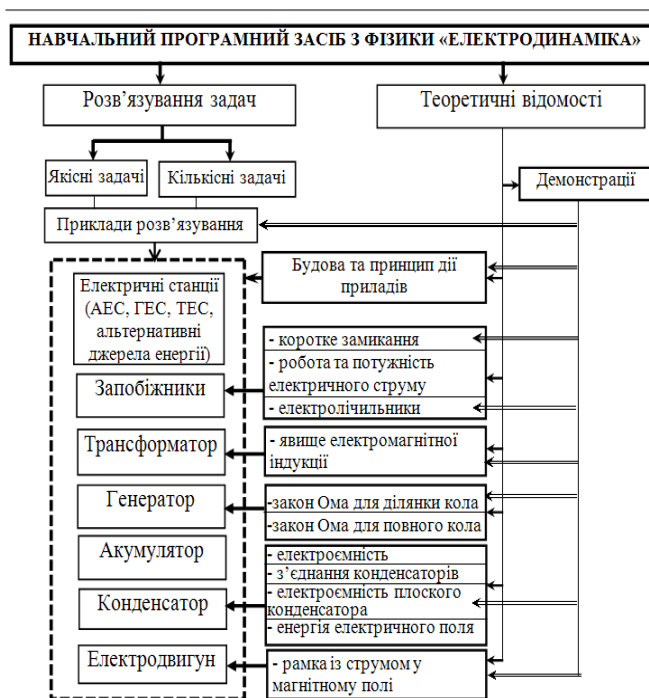 НАВЧАЛЬНИЙ ПРОГРАМНИЙ ЗАСІБ З ФІЗИКИ «ЕЛЕКТРОДИНАМІКА»
Розв’язування задач
Теоретичні відомості
Якісні задачі
Кількісні задачі
Демонстрації
Приклади розв’язування
Електричні станції
(АЕС, ГЕС, ТЕС,
альтернативні
джерела енергії)
Будова та принцип дії
приладів
Запобіжники
- коротке замикання
- робота та потужність
електричного струму
- електролічильники
Трансформатор
- явище електромагнітної
індукції
Генератор
-закон Ома для ділянки кола
-закон Ома для повного кола
Акумулятор
Конденсатор
- електроємність
- з’єднання конденсаторів
- електроємність плоского
конденсатора
- енергія електричного поля
Електродвигун
- рамка із струмом у
магнітному полі